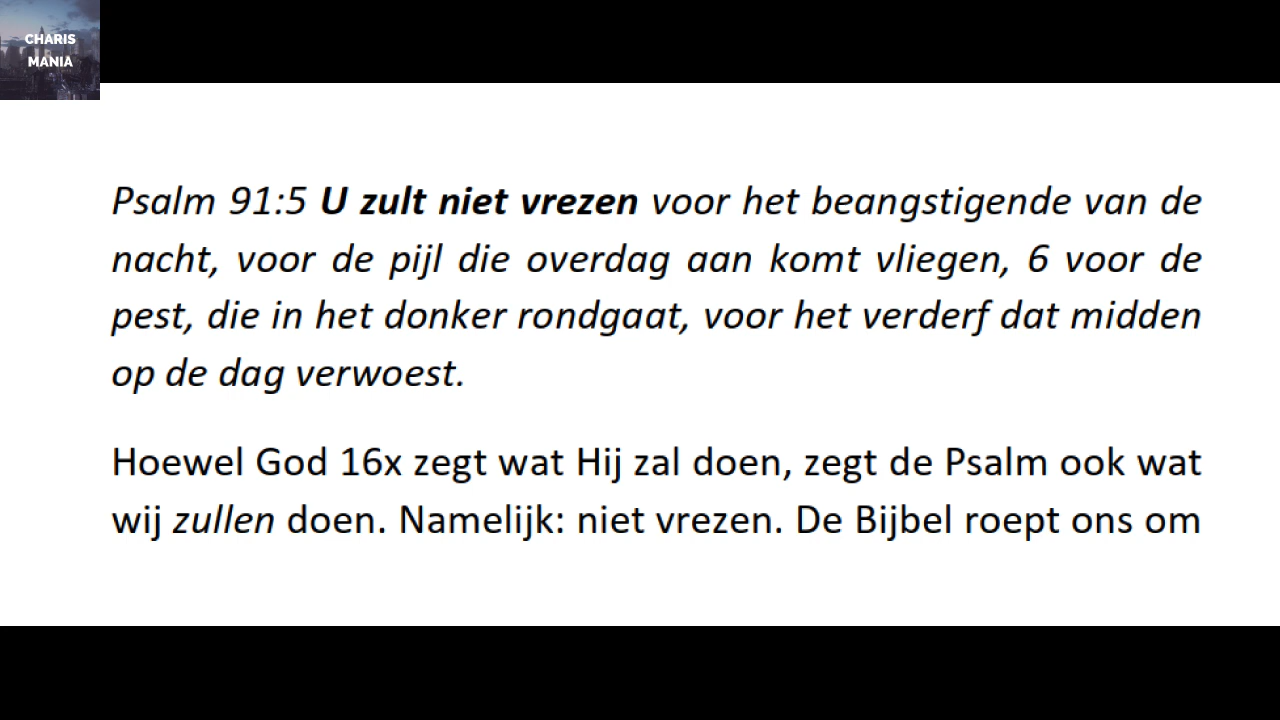 CHARIS
MANIA
Psalm 91:5 U zult niet vrezen voor het beangstigende van de
nacht, voor de pijl die overdag aan komt vliegen, 6 voor de
pest, die in het donker rondgaat, voor het verderf dat midden
op de dag verwoest.
Hoewel God 16x zegt wat Hij zal doen, zegt de Psalm ook wat
wij zullen doen. Namelijk: niet vrezen. De Bijbel roept ons om